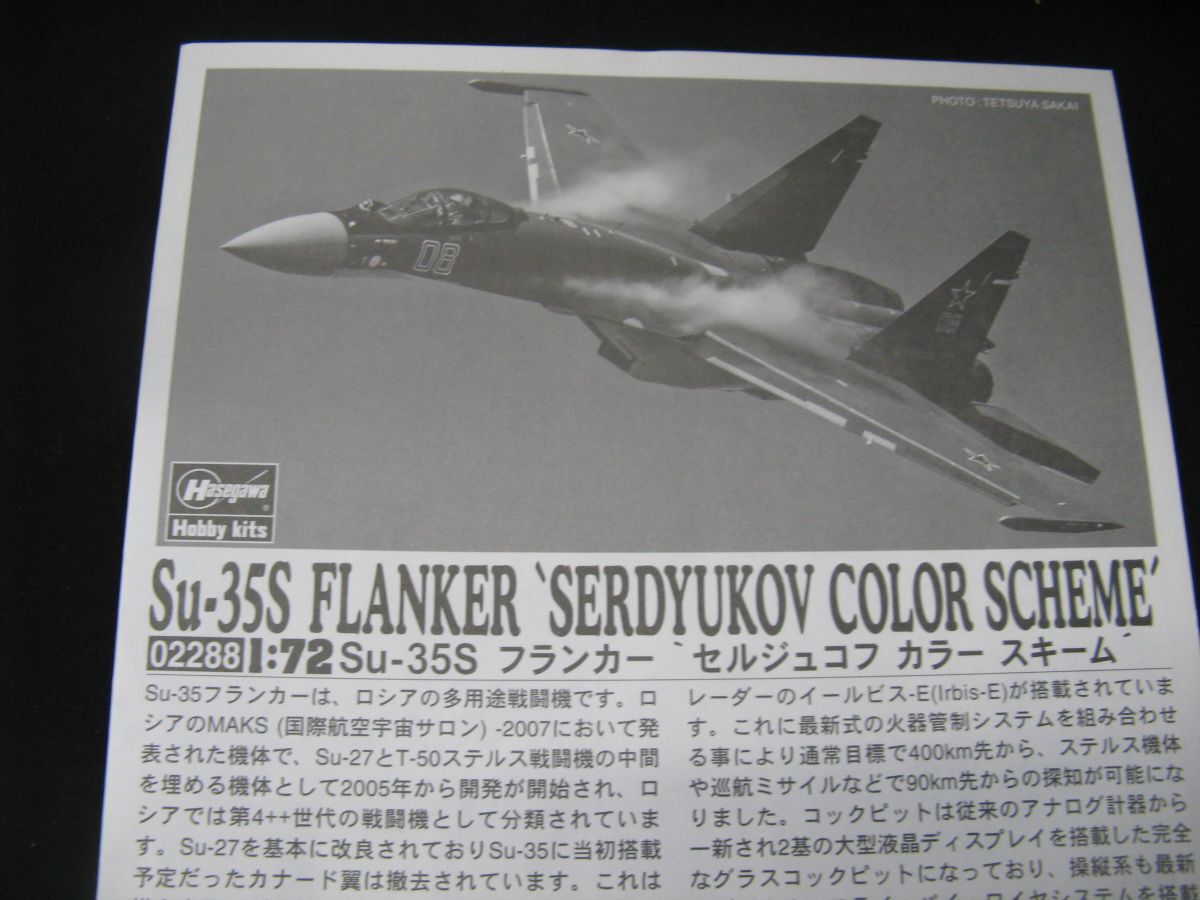 PHOTO : TETSUYA SAKAI
08
Hasegawa
Hobby kits
Su-35S FLANKER `SERDYUKOV COLOR SCHEME´
02288 1:72 Su-35S フランカー `セルジュコフ カラー スキーム´
Su-35フランカーは、ロシアの多用途戦闘機です。ロ
シアのMAKS (国際航空宇宙サロン) -2007において発
表された機体で、Su-27とT-50ステルス戦闘機の中間
を埋める機体として2005年から開発が開始され、ロ
シアでは第4++世代の戦闘機として分類されていま
す。Su-27を基本に改良されておりSu-35に当初搭載
予定だったカナード翼は撤去されています。これは
レーダーのイールビス-E(Irbis-E)が搭載されていま
す。これに最新式の火器管制システムを組み合わせ
る事により通常目標で400km先から、ステルス機体
や巡航ミサイルなどで90km先からの探知が可能にな
りました。コックピットは従来のアナログ計器から
一新され2基の大型液晶ディスプレイを搭載した完全
なグラスコックピットになっており、操縦系も最新